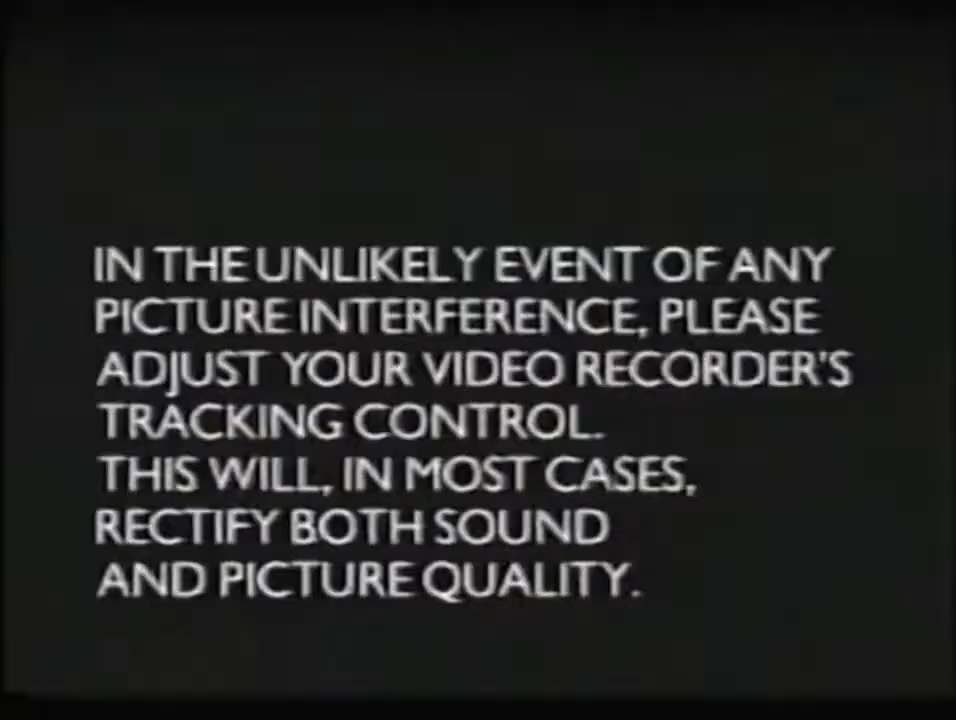 IN THE UNLIKELY EVENT OF ANY
PICTURE INTERFERENCE, PLEASE
ADJUST YOUR VIDEO RECORDER'S
TRACKING CONTROL.
THIS WILL, IN MOST CASES,
RECTIFY BOTH SOUND
AND PICTURE QUALITY.